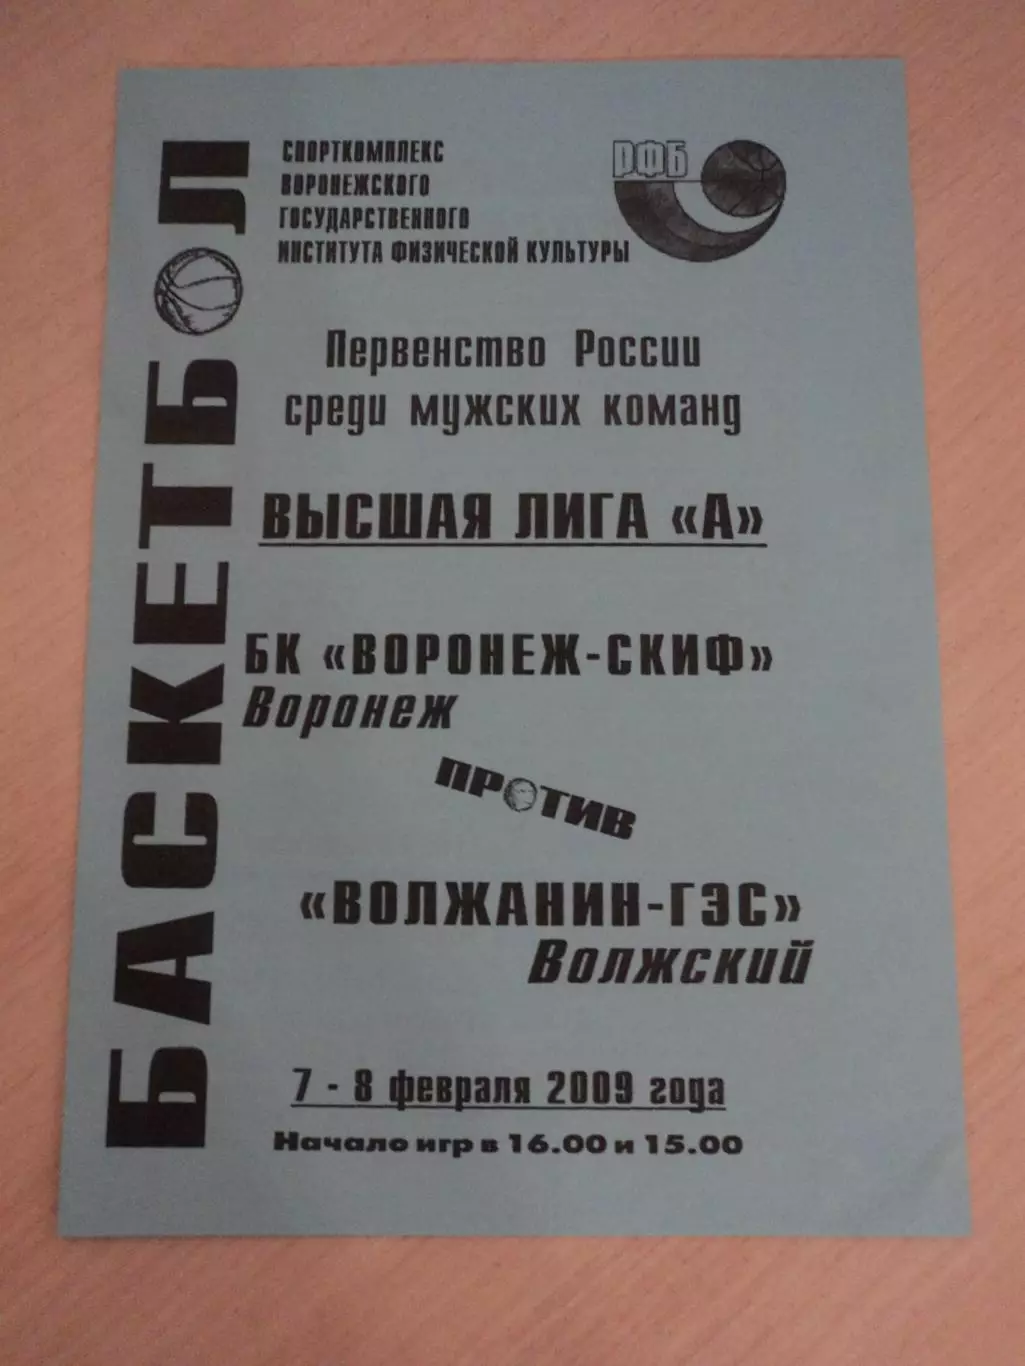 БАСКЕТБОЛ
СПОРТКОМПЛЕКС
ВОРОНЕЖСКОГО
ГОСУДАРСТВЕННОГО
ИНСТИТУТА ФИЗИЧЕСКОЙ КУЛЬТУРЫ
РФБ
Первенство России
среди мужских команд
ВЫСШАЯ ЛИГА «А»
БК «ВОРОНЕЖ-СКИФ»
Воронеж
ПРОТИВ
«ВОЛЖАНИН-ГЭС»
Волжский
7 - 8 февраля 2009 года
Начало игр в 16.00 и 15.00